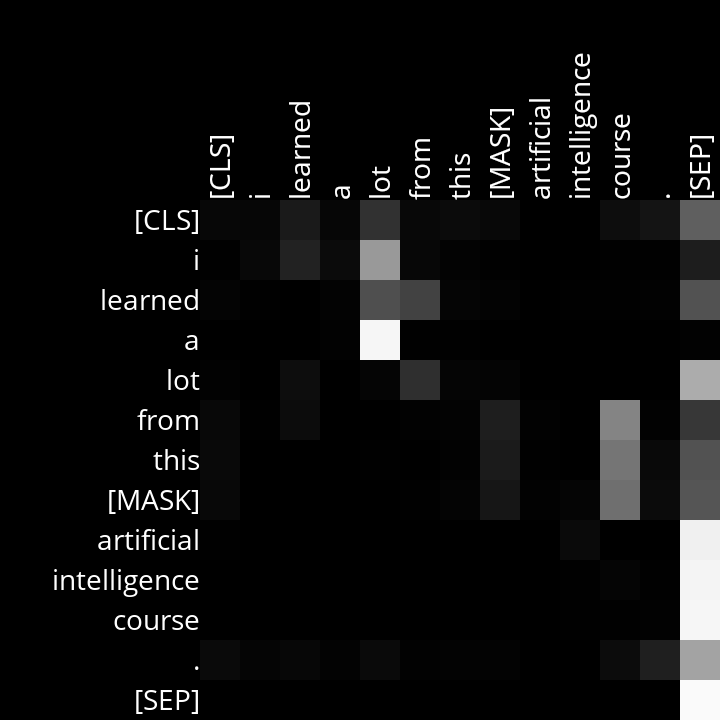 [CLS] i learned a lot from this [MASK] artificial intelligence course . [SEP]
[CLS]
i
learned
a
lot
from
this
[MASK]
artificial
intelligence
course
.
[SEP]